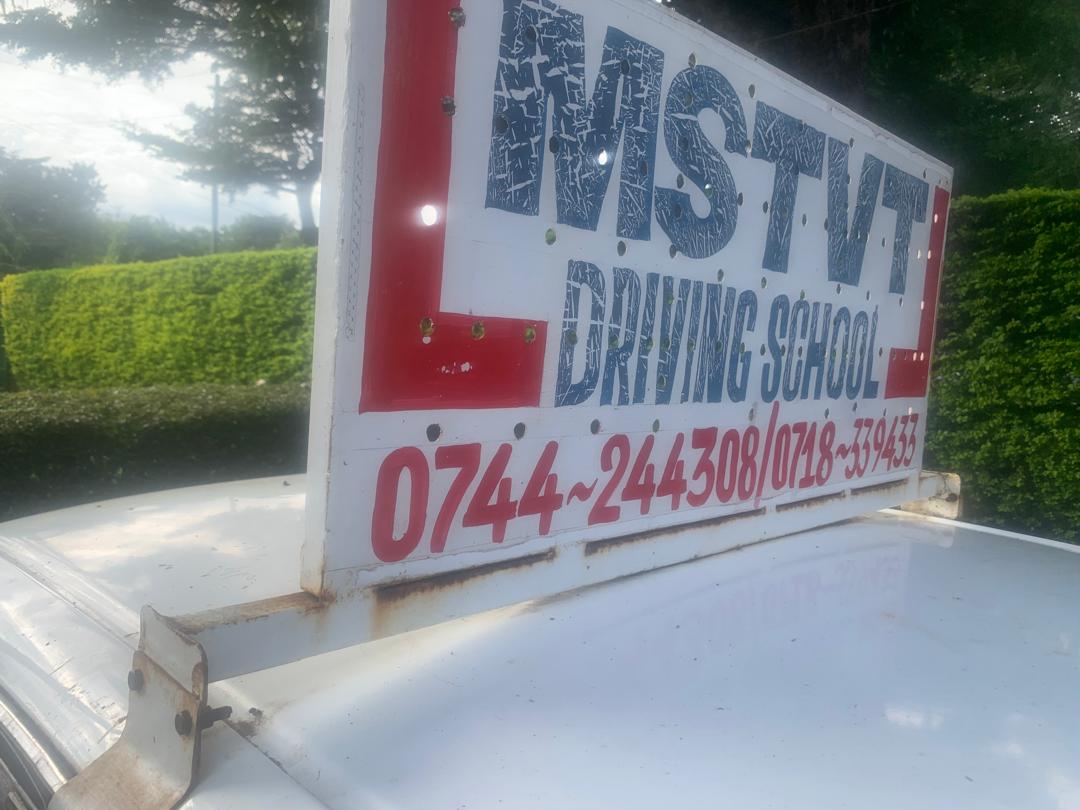 L MSTVT L
DRIVING SCHOOL
0744~244308/0718~339433